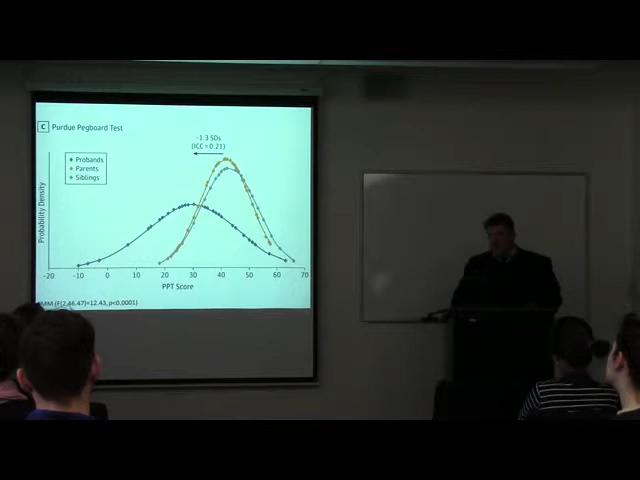 C Purdue Pegboard Test
-1.3 SDs
(ICC = 0.21)
Probands
Parents
Siblings
Probability Density
-20 -10 0 10 20 30 40 50 60 70
PPT Score
MM (F(2,46.47)=12.43, p<0.0001)